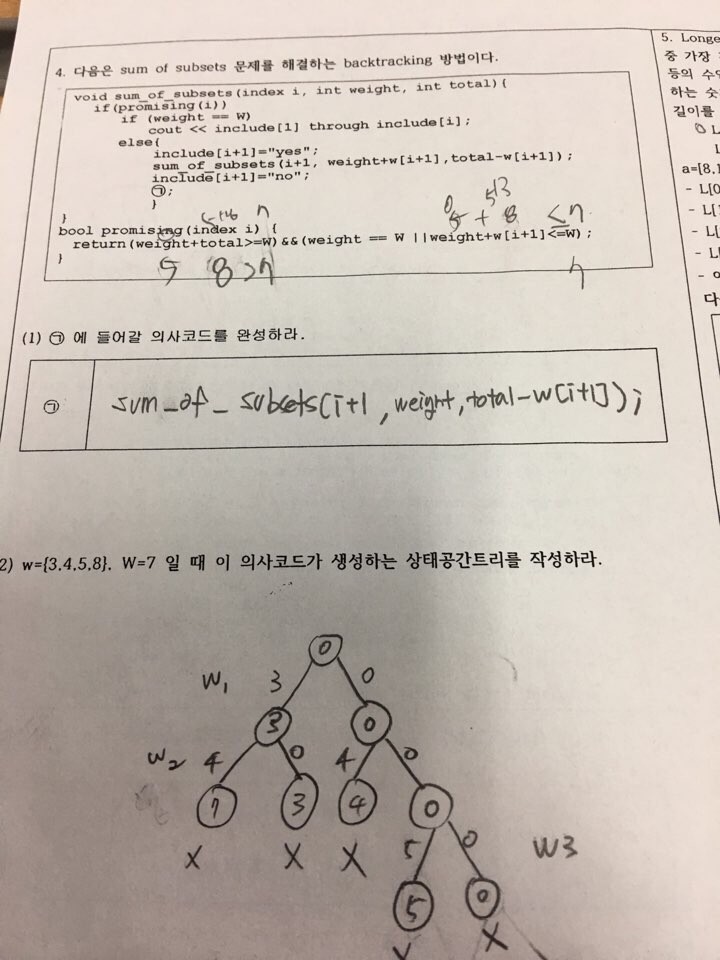 4. 다음은 sum of subsets 문제를 해결하는 backtracking 방법이다.
void sum_of_subsets(index i, int weight, int total){
if(promising(i))
if (weight == W)
cout << include[1] through include[i];
else{
include[i+1]="yes";
sum_of_subsets(i+1, weight+w[i+1],total-w[i+1]);
include[i+1]="no";
㉠;
}
}
bool promising(index i) {
return(weight+total>=W)&&(weight == W ||weight+w[i+1]<=W);
}
5 8 >7
5 + 8 ≤7
(1) ㉠ 에 들어갈 의사코드를 완성하라.
㉠ sum_of_subsets(i+1, weight, total-w[i+1]);
2) w={3,4,5,8}, W=7 일 때 이 의사코드가 생성하는 상태공간트리를 작성하라.
0
W1 3 0
3 0
W2 4 0 4 0
7 3 4 0
X X X 5 0 W3
5 0
X X
5. Longe
중 가장
등의 수
하는 숫
길이를
L
a=[8,1
- L[0
- L[
- L[
- L
다